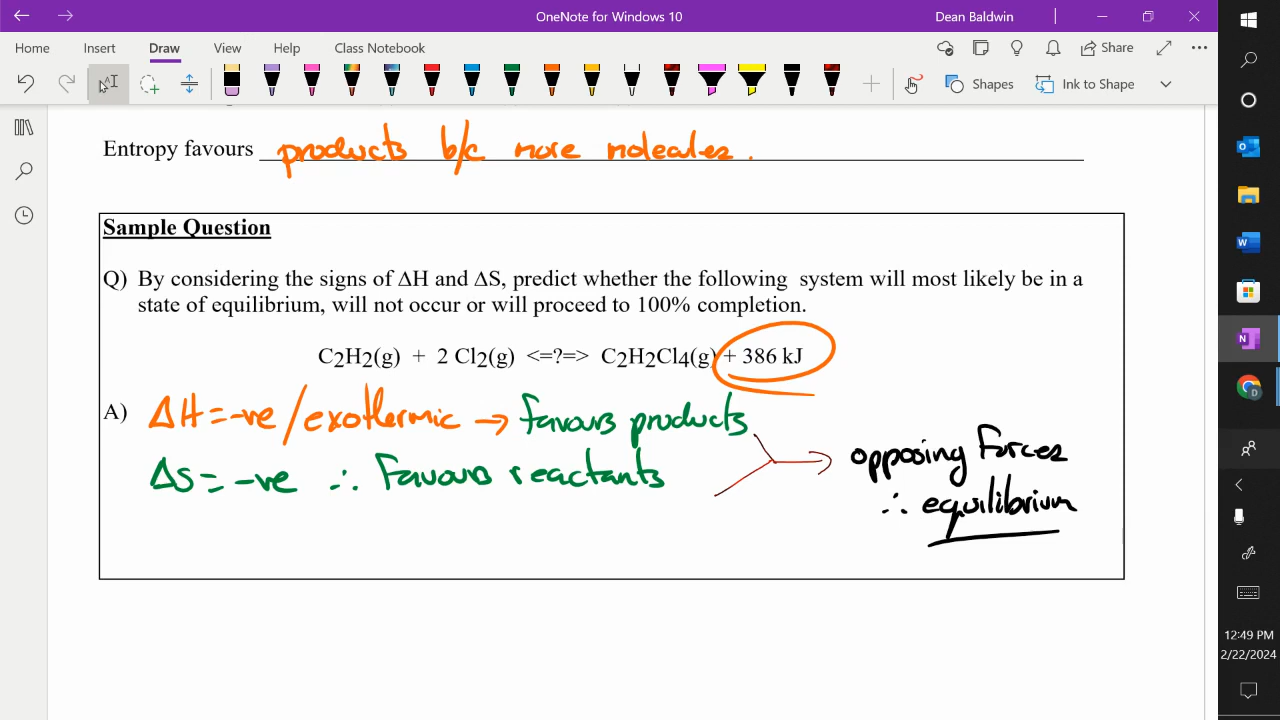 OneNote for Windows 10
Dean Baldwin
Home Insert Draw View Help Class Notebook
Share
Shapes
Ink to Shape
Entropy favours products b/c more molecules.
Sample Question
Q) By considering the signs of ΔH and ΔS, predict whether the following system will most likely be in a
state of equilibrium, will not occur or will proceed to 100% completion.
C2H2(g) + 2 Cl2(g) <=?=> C2H2Cl4(g) + 386 kJ
A) ΔH = -ve / exothermic → favours products
ΔS = -ve ∴ Favours reactants
opposing Forces
∴ equilibrium
12:49 PM
2/22/2024